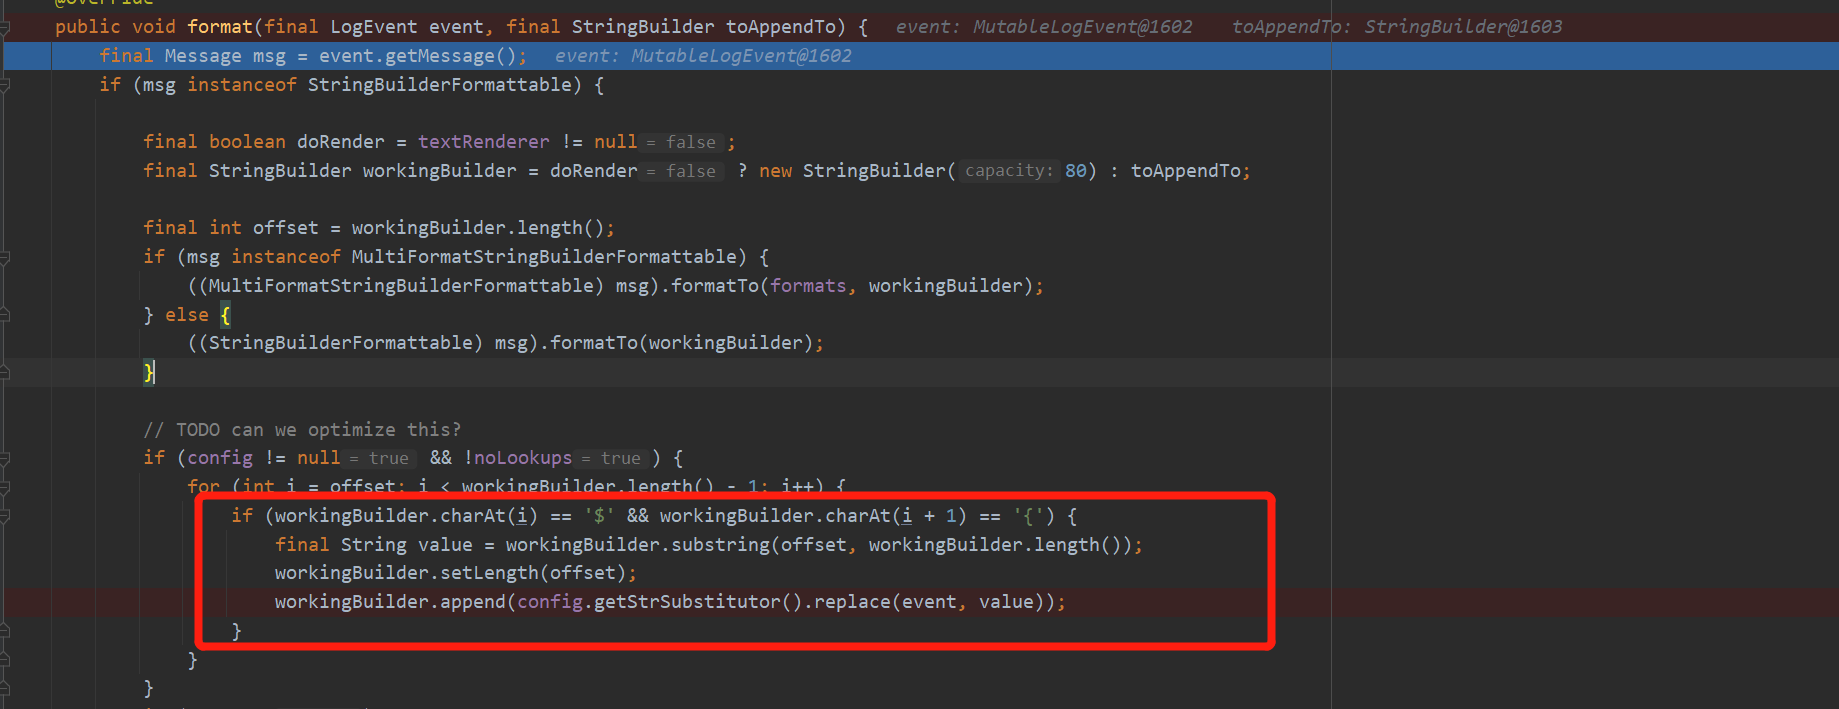 @Override
public void format(final LogEvent event, final StringBuilder toAppendTo) {   event: MutableLogEvent@1602    toAppendTo: StringBuilder@1603
    final Message msg = event.getMessage();   event: MutableLogEvent@1602
    if (msg instanceof StringBuilderFormattable) {
        final boolean doRender = textRenderer != null = false ;
        final StringBuilder workingBuilder = doRender = false  ? new StringBuilder( capacity: 80) : toAppendTo;
        final int offset = workingBuilder.length();
        if (msg instanceof MultiFormatStringBuilderFormattable) {
            ((MultiFormatStringBuilderFormattable) msg).formatTo(formats, workingBuilder);
        } else {
            ((StringBuilderFormattable) msg).formatTo(workingBuilder);
        }
        // TODO can we optimize this?
        if (config != null = true  && !noLookups = true ) {
            for (int i = offset; i < workingBuilder.length() - 1; i++) {
                if (workingBuilder.charAt(i) == '$' && workingBuilder.charAt(i + 1) == '{') {
                    final String value = workingBuilder.substring(offset, workingBuilder.length());
                    workingBuilder.setLength(offset);
                    workingBuilder.append(config.getStrSubstitutor().replace(event, value));
                }
            }
        }